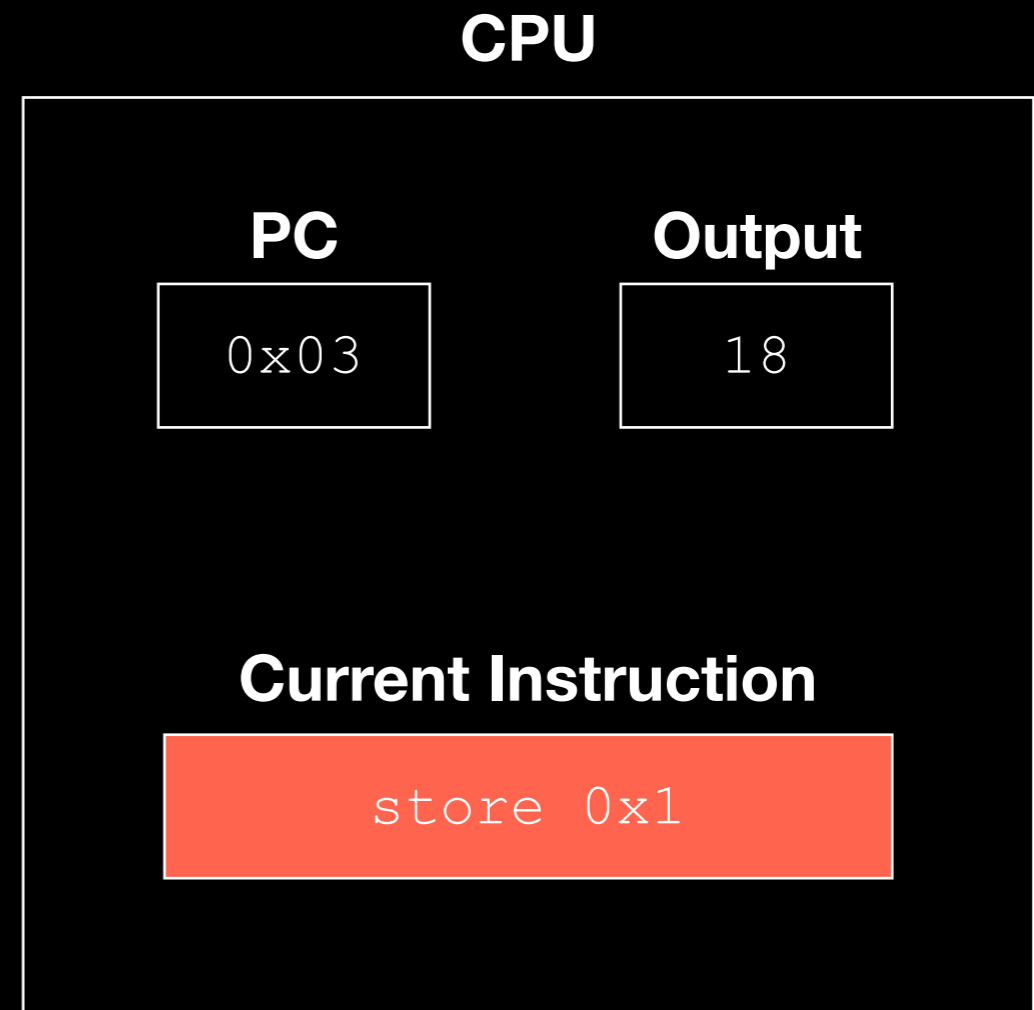 CPU
PC
Output
0x03
18
Current Instruction
store 0x1